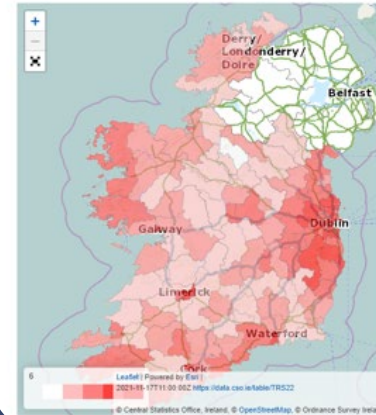 +
−
Derry/
Londonderry/
Doire
Belfast
Galway
Dublin
Limerick
Waterford
Cork
6
Leaflet | Powered by Esri |
2021-11-17T11:00:00Z https://data.cso.ie/table/TRS22
© Central Statistics Office, Ireland, © OpenStreetMap, © Ordnance Survey Irela